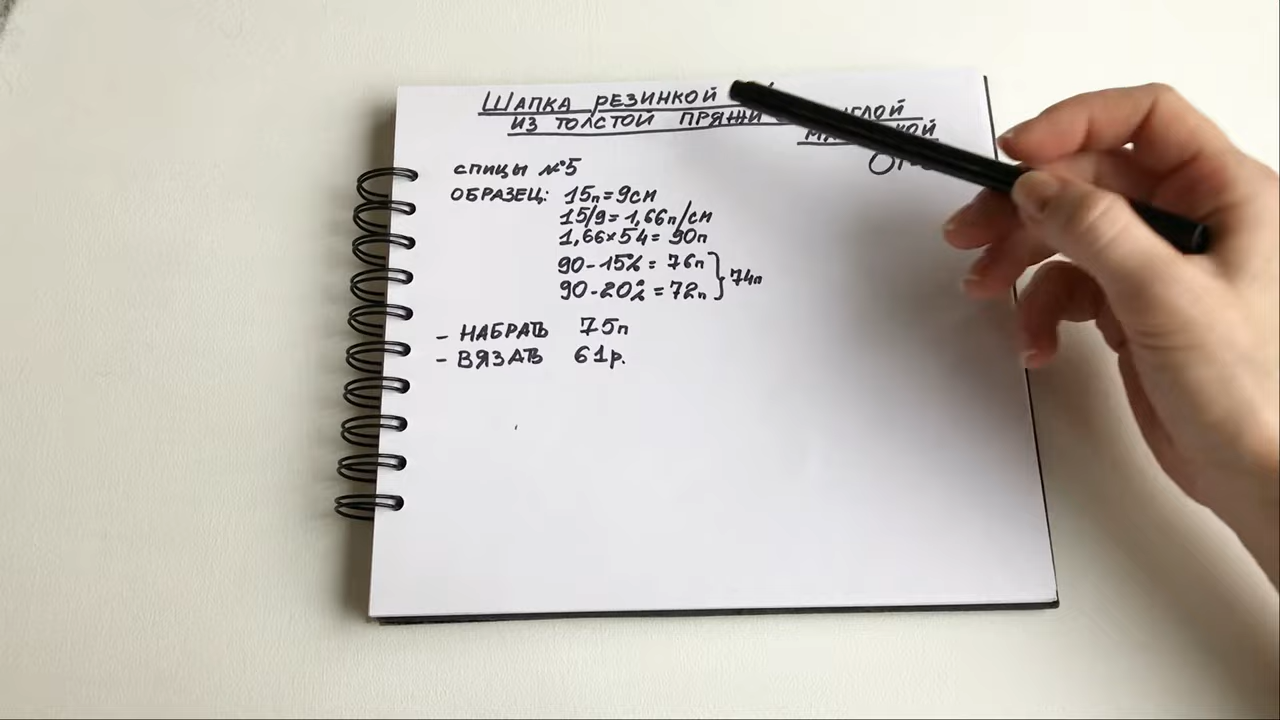 ШАПКА РЕЗИНКОЙ
ИЗ ТОЛСТОЙ ПРЯЖИ
СПИЦЫ №5
ОБРАЗЕЦ: 15п=9см
15/9=1,66п/см
1,66×54=90п
90-15%=76п
90-20%=72п
74п
- НАБРАТЬ 75п
- ВЯЗАТЬ 61р.